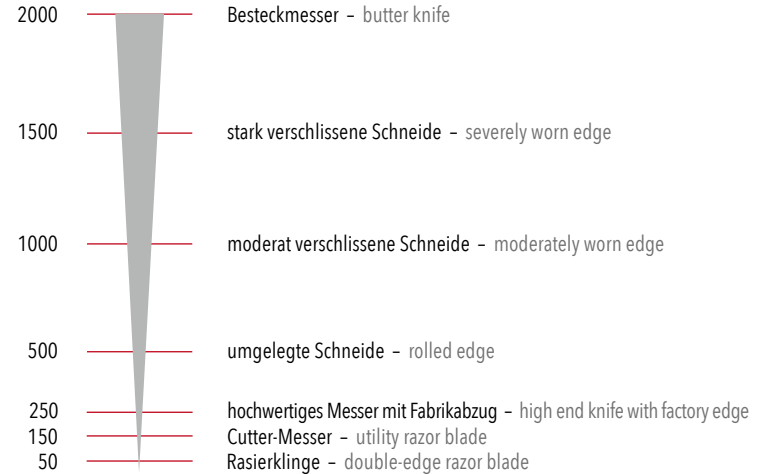 2000 Besteckmesser – butter knife
1500 stark verschlissene Schneide – severely worn edge
1000 moderat verschlissene Schneide – moderately worn edge
500 umgelegte Schneide – rolled edge
250 hochwertiges Messer mit Fabrikabzug – high end knife with factory edge
150 Cutter-Messer – utility razor blade
50 Rasierklinge – double-edge razor blade